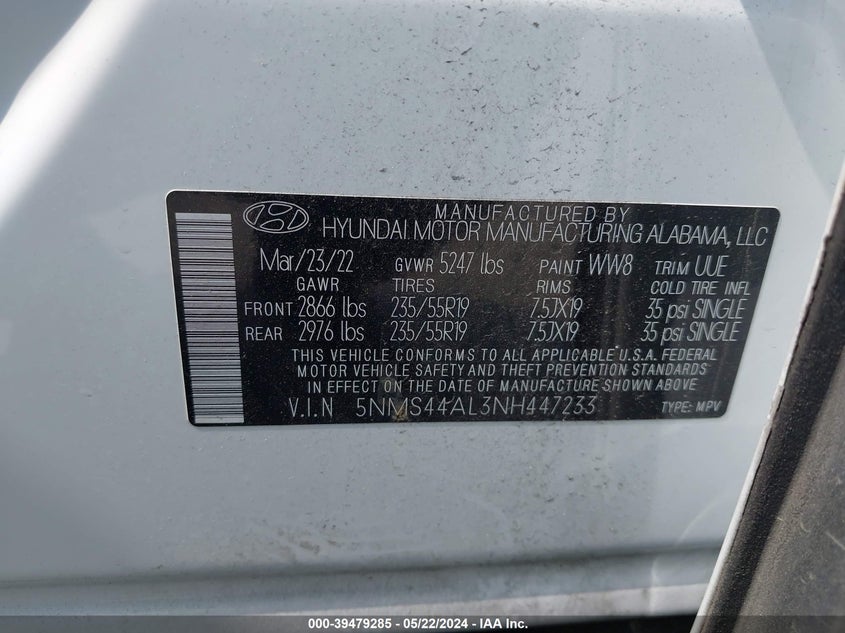 MANUFACTURED BY
HYUNDAI MOTOR MANUFACTURING ALABAMA, LLC
Mar/23/22 GVWR 5247 lbs PAINT WW8 TRIM UUE
GAWR TIRES RIMS COLD TIRE INFL
FRONT 2866 lbs 235/55R19 7.5JX19 35 psi SINGLE
REAR 2976 lbs 235/55R19 7.5JX19 35 psi SINGLE
THIS VEHICLE CONFORMS TO ALL APPLICABLE U.S.A. FEDERAL
MOTOR VEHICLE SAFETY AND THEFT PREVENTION STANDARDS
IN EFFECT ON THE DATE OF MANUFACTURE SHOWN ABOVE
V.I.N 5NMS44AL3NH447233 TYPE: MPV
000-39479285 - 05/22/2024 - IAA Inc.